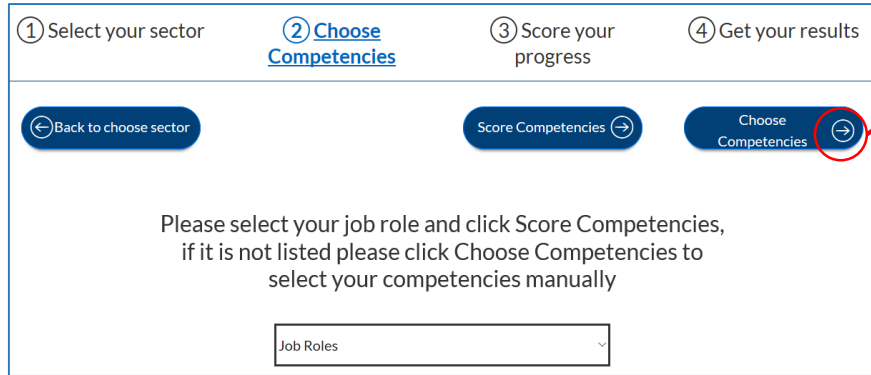 1 Select your sector
2 Choose
Competencies
3 Score your
progress
4 Get your results
Back to choose sector
Score Competencies
Choose
Competencies
Please select your job role and click Score Competencies,
if it is not listed please click Choose Competencies to
select your competencies manually
Job Roles